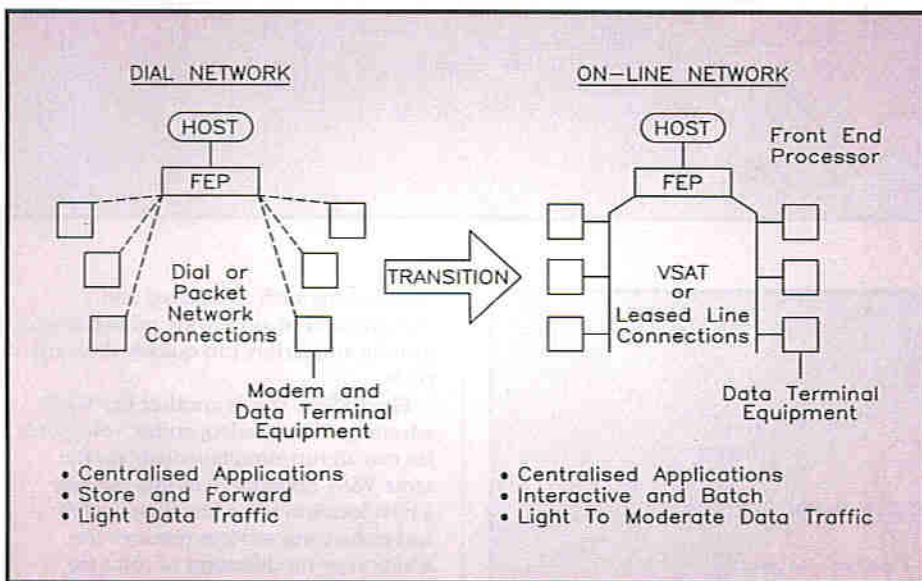 DIAL NETWORK
HOST
FEP
Dial or
Packet
Network
Connections
Modem and
Data Terminal
Equipment
• Centralised Applications
• Store and Forward
• Light Data Traffic
TRANSITION
ON-LINE NETWORK
HOST
Front End
Processor
FEP
VSAT
or
Leased Line
Connections
Data Terminal
Equipment
• Centralised Applications
• Interactive and Batch
• Light To Moderate Data Traffic